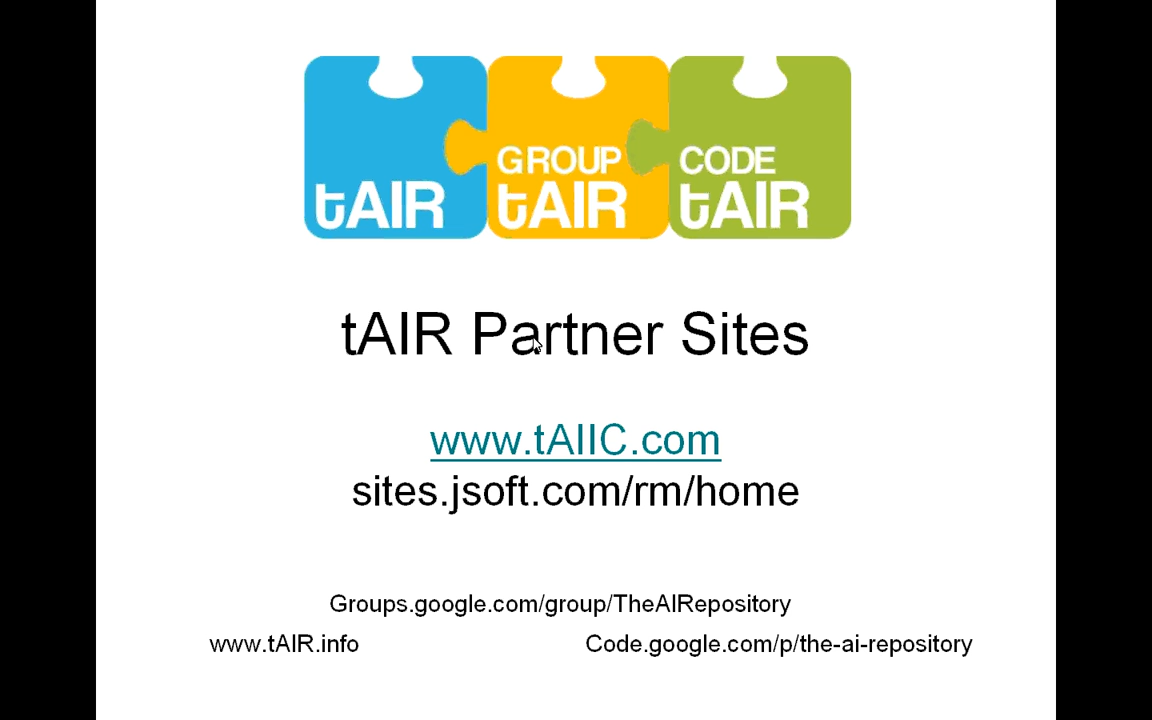 GROUP CODE
tAIR tAIR tAIR
tAIR Partner Sites
www.tAIIC.com
sites.jsoft.com/rm/home
Groups.google.com/group/TheAIRepository
www.tAIR.info Code.google.com/p/the-ai-repository